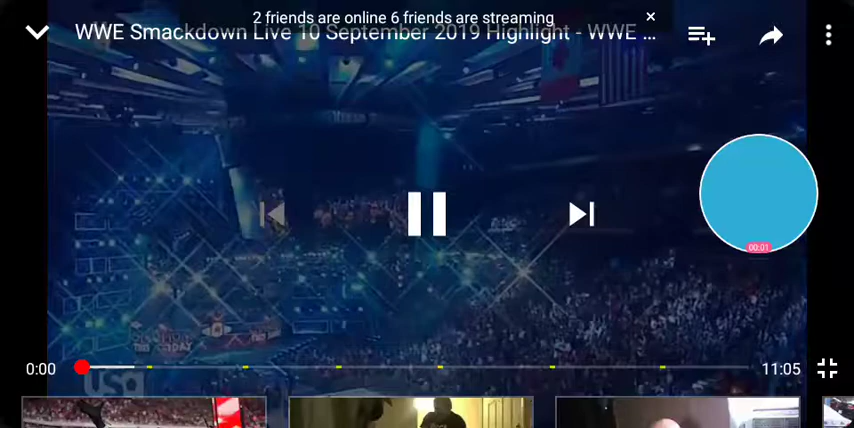 2 friends are online 6 friends are streaming
WWE Smackdown Live 10 September 2019 Highlight - WWE ...
00:01
0:00
11:05
usa